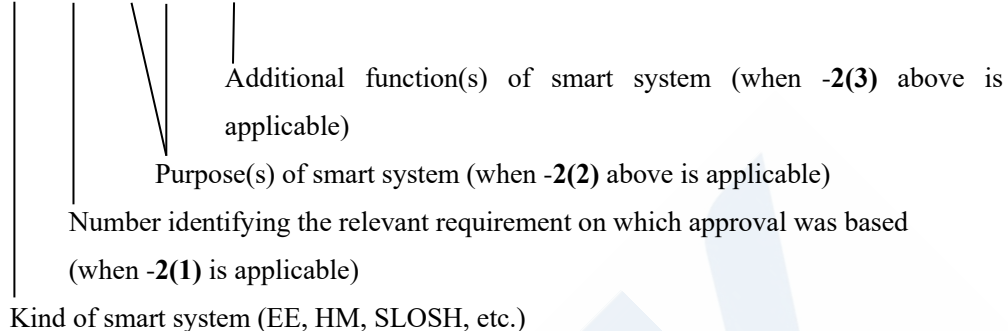 Additional function(s) of smart system (when -2(3) above is
applicable)
Purpose(s) of smart system (when -2(2) above is applicable)
Number identifying the relevant requirement on which approval was based
(when -2(1) is applicable)
Kind of smart system (EE, HM, SLOSH, etc.)